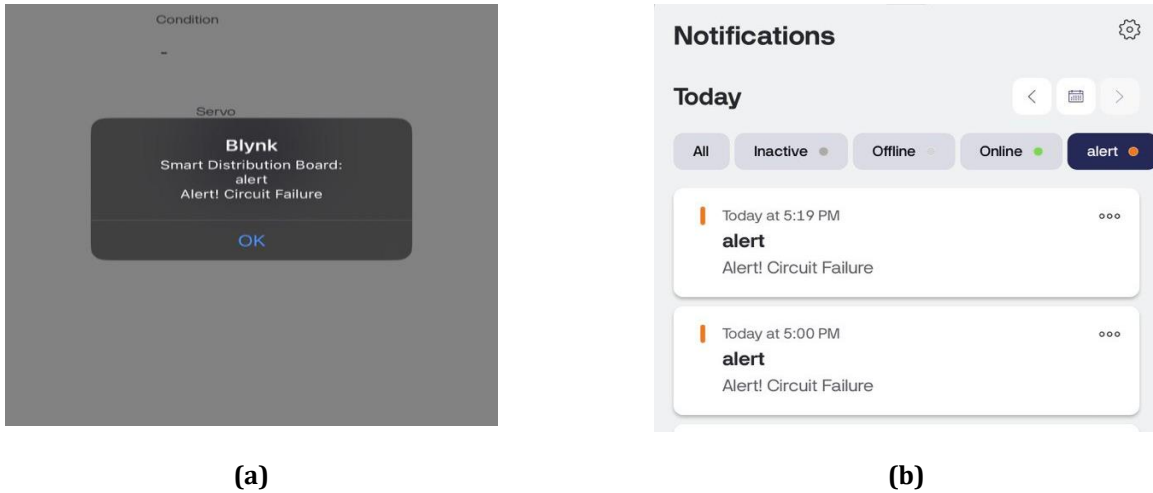 Condition
-
Servo
Blynk
Smart Distribution Board:
alert
Alert! Circuit Failure
OK
(a)
Notifications
Today
All Inactive Offline Online alert
Today at 5:19 PM
alert
Alert! Circuit Failure
Today at 5:00 PM
alert
Alert! Circuit Failure
(b)